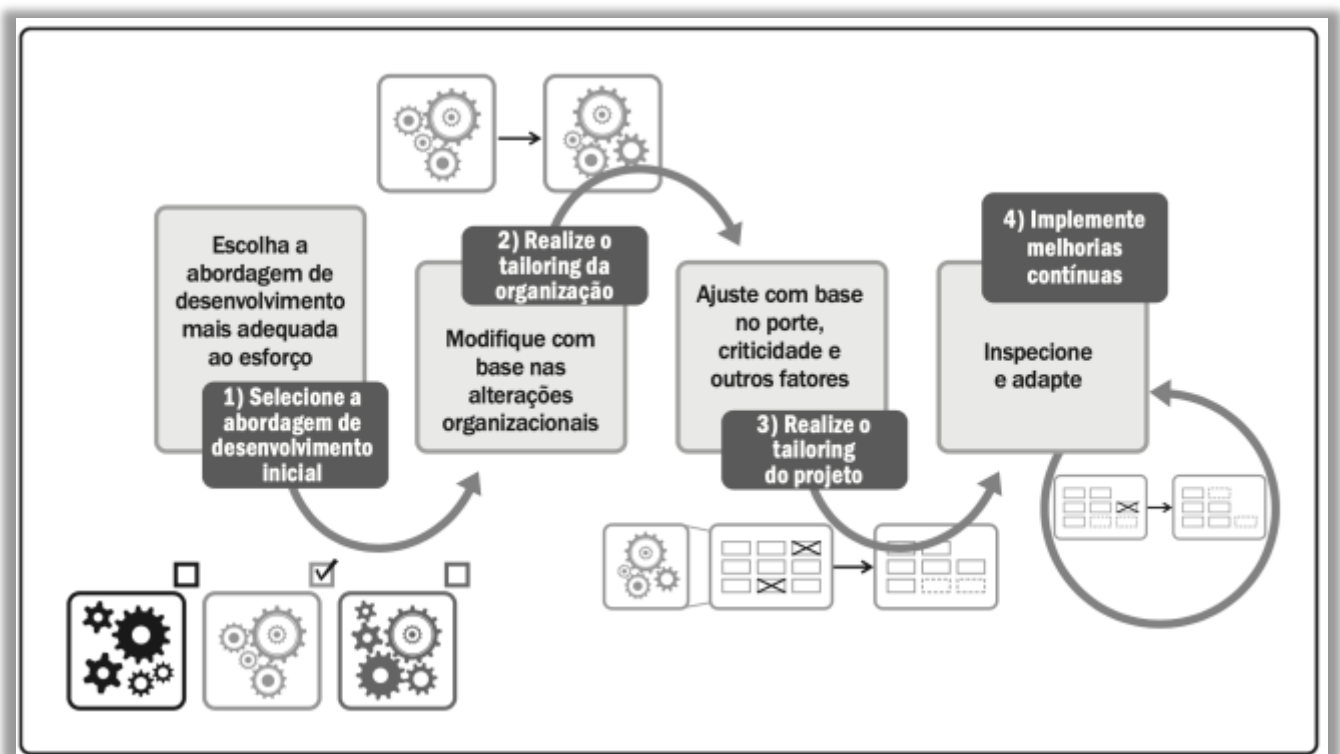 Escolha a
abordagem de
desenvolvimento
mais adequada
ao esforço
1) Selecione a
abordagem de
desenvolvimento
inicial
2) Realize o
tailoring da
organização
Modifique com
base nas
alterações
organizacionais
Ajuste com base
no porte,
criticidade e
outros fatores
3) Realize o
tailoring
do projeto
4) Implemente
melhorias
contínuas
Inspecione
e adapte